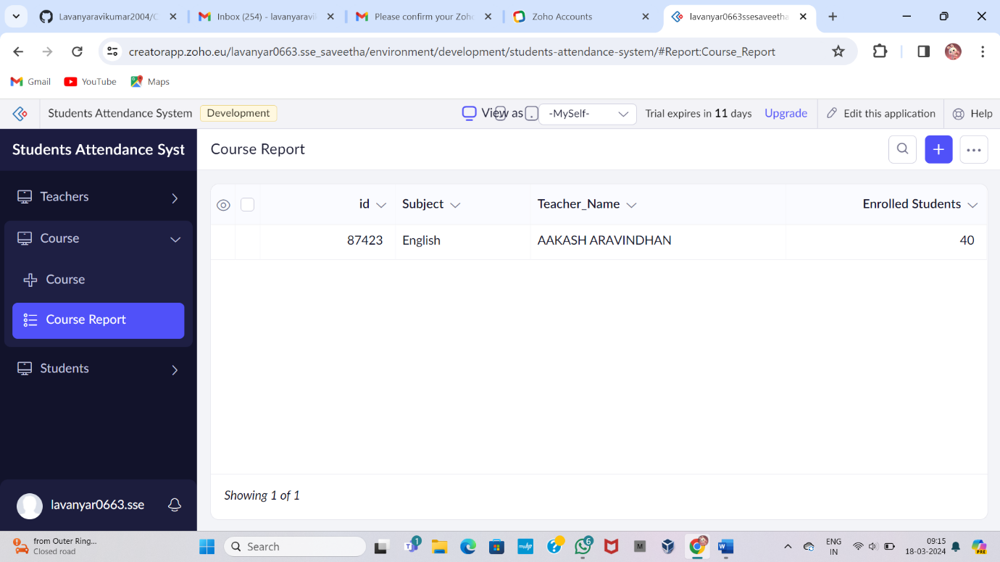 Lavanyaravikumar2004/C
Inbox (254) - lavanyaravi
Please confirm your Zoho
Zoho Accounts
lavanyar0663ssesaveetha
creatorapp.zoho.eu/lavanyar0663.sse_saveetha/environment/development/students-attendance-system/#Report:Course_Report
Gmail
YouTube
Maps
Students Attendance System
Development
View as
-MySelf-
Trial expires in 11 days
Upgrade
Edit this application
Help
Students Attendance Syst
Teachers
Course
Course
Course Report
Students
lavanyar0663.sse
Course Report
id
Subject
Teacher_Name
Enrolled Students
87423
English
AAKASH ARAVINDHAN
40
Showing 1 of 1
from Outer Ring...
Closed road
Search
1
6
M
ENG
IN
09:15
18-03-2024
PRE